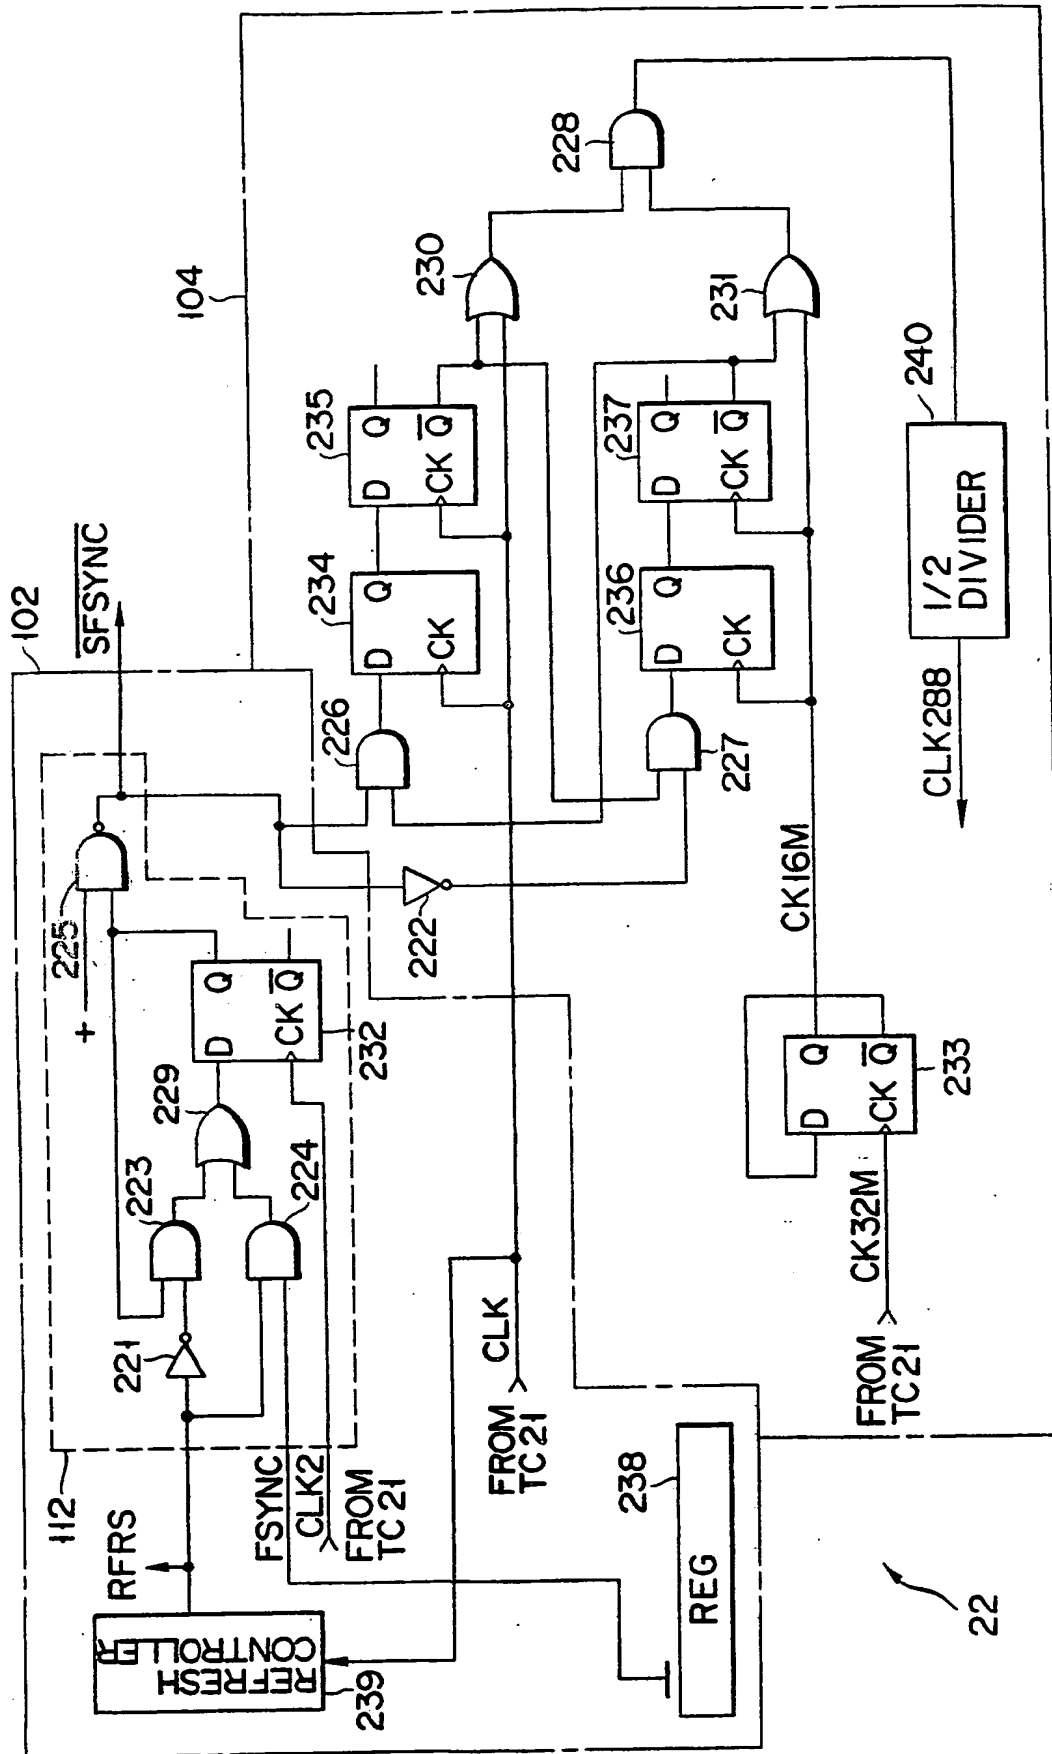 102
SFSYNC
104
112
RFRS
REFRESH
CONTROLLER
239
221
223
224
229
225
+
D
Q
CK
Q
232
FSYNC
CLK2
FROM
TC21
222
226
234
D
Q
CK
235
D
Q
CK
Q
230
228
CLK
FROM
TC21
227
236
D
Q
CK
237
D
Q
CK
Q
231
238
REG
CK16M
D
Q
CK
Q
233
CK32M
FROM
TC21
240
1/2
DIVIDER
CLK288
22